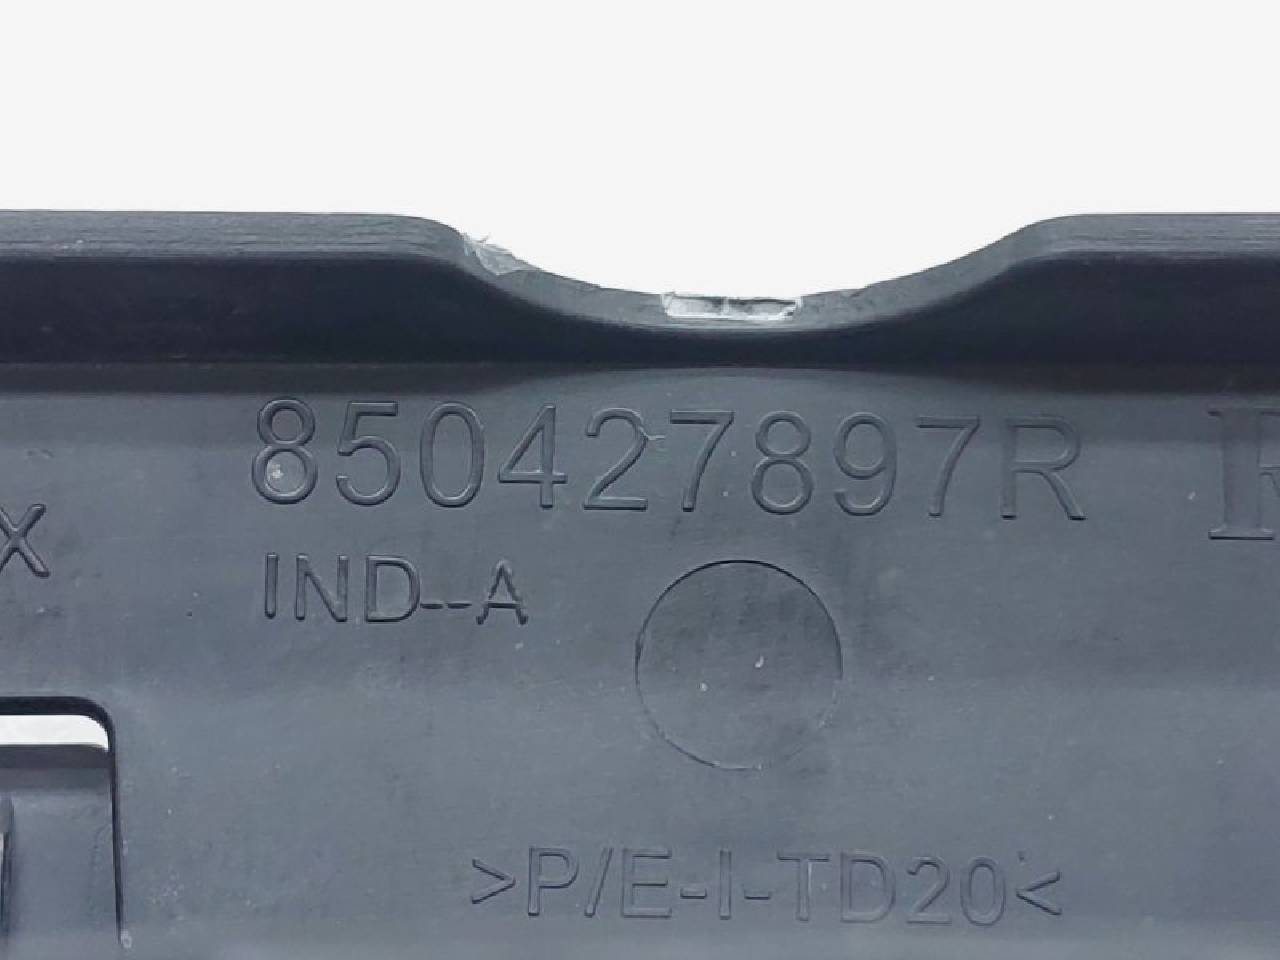 850427897R
X
IND--A
>P/E-I-TD20<